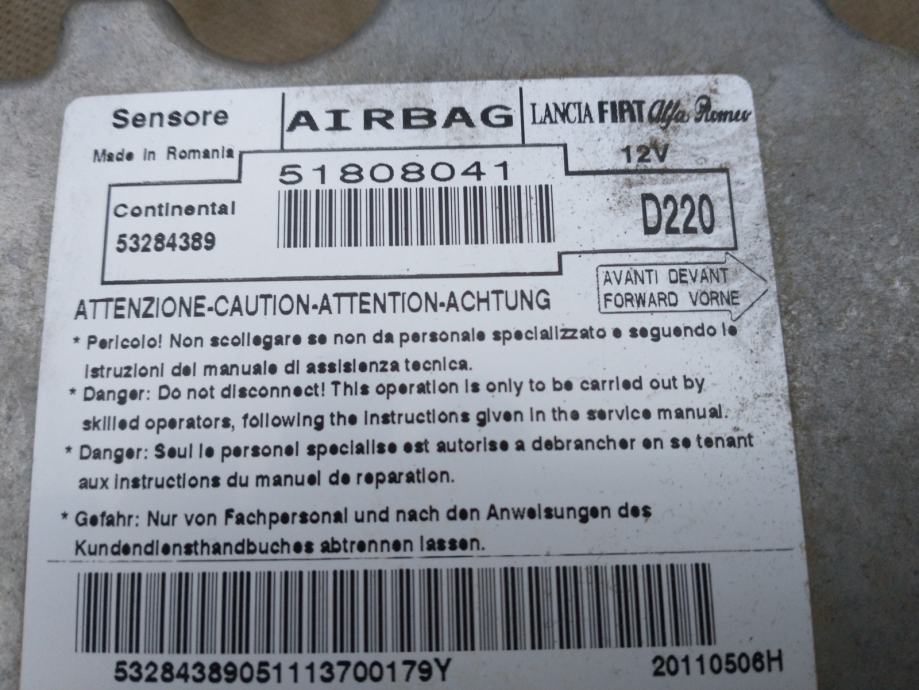 Sensore
AIRBAG
LANCIA FIAT Alfa Romeo
Made in Romania
51808041
12V
Continental
53284389
D220
AVANTI DEVANT
FORWARD VORNE
ATTENZIONE-CAUTION-ATTENTION-ACHTUNG
* Pericolo! Non scollegare se non da personale specializzato e seguendo le
istruzioni del manuale di assistenza tecnica.
* Danger: Do not disconnect! This operation is only to be carried out by
skilled operators, following the instructions given in the service manual.
* Danger: Seul le personel specialise est autorise a debrancher en se tenant
aux instructions du manuel de reparation.
* Gefahr: Nur von Fachpersonal und nach den Anweisungen des
Kundendiensthandbuches abtrennen lassen.
53284389051113700179Y
20110506H